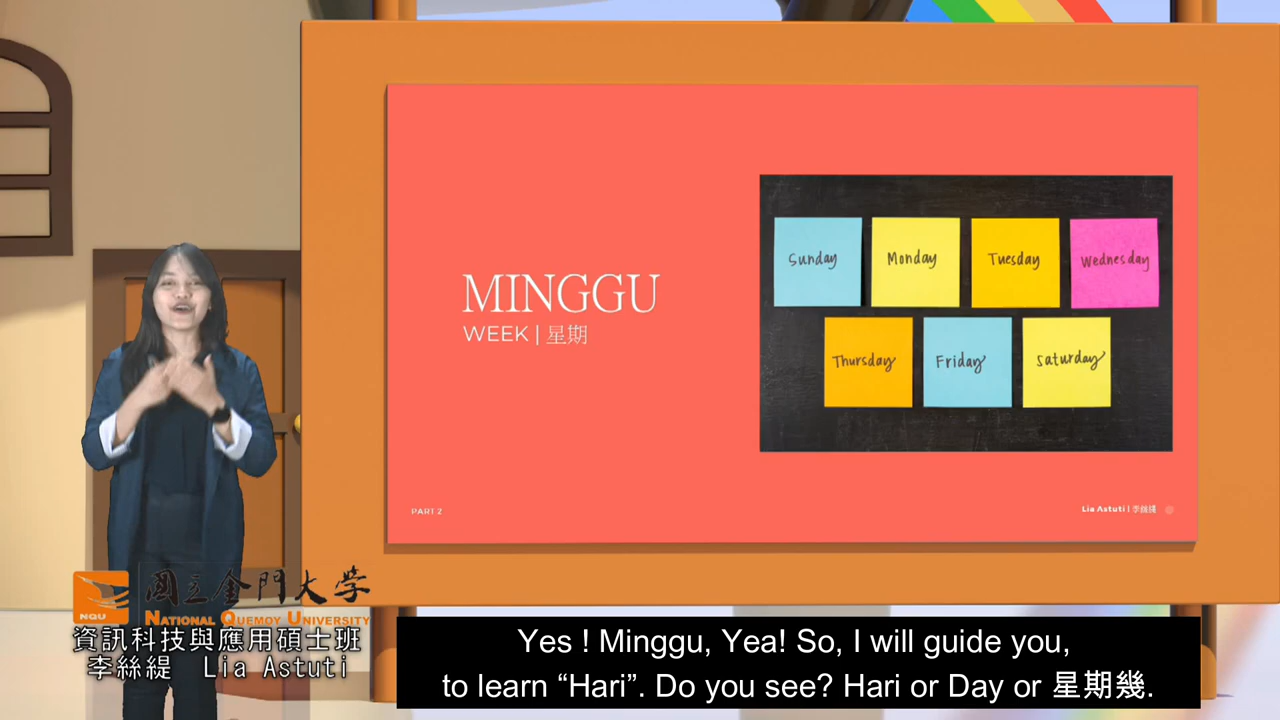 MINGGU
WEEK | 星期
Sunday
Monday
Tuesday
Wednesday
Thursday
Friday
Saturday
PART 2
Lia Astuti | 李絲緹
NQU
國立金門大學
NATIONAL QUEMOY UNIVERSITY
資訊科技與應用碩士班
李絲緹 Lia Astuti
Yes ! Minggu, Yea! So, I will guide you,
to learn “Hari”. Do you see? Hari or Day or 星期幾.